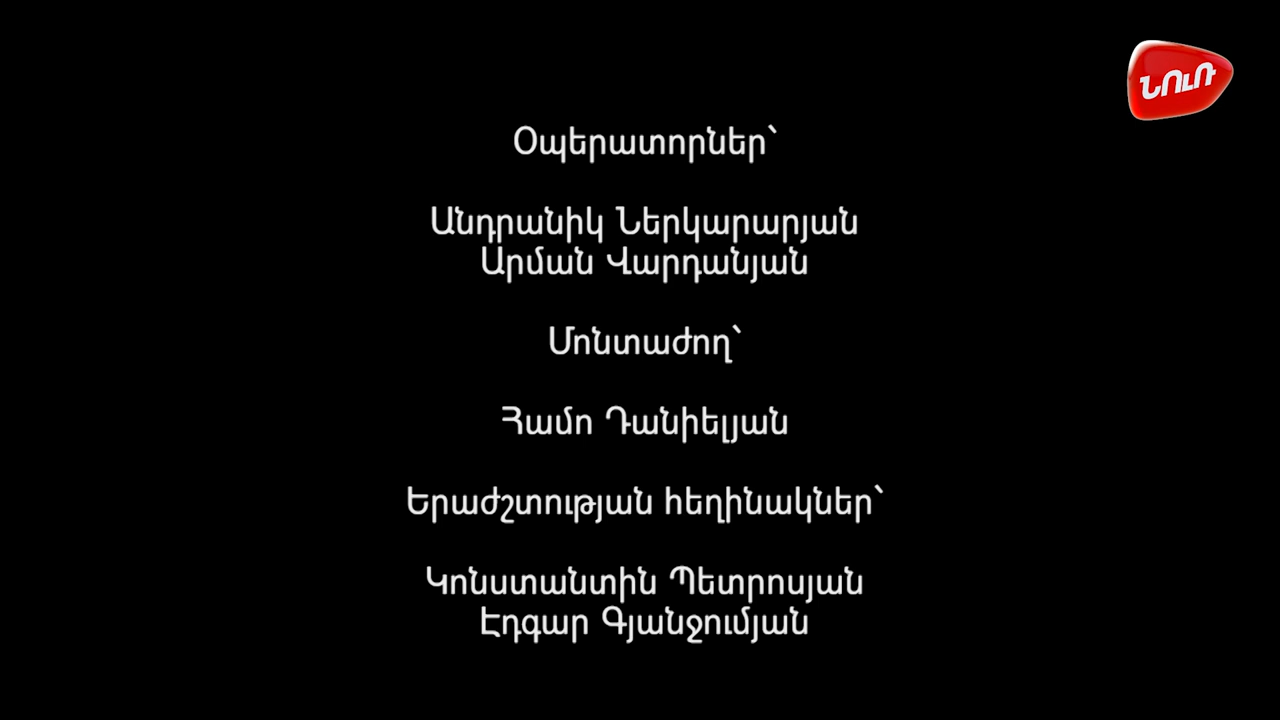 ՆՈւՌ
Օպերատորներ՝
Անդրանիկ Ներկարարյան
Արման Վարդանյան
Մոնտաժող՝
Համո Դանիելյան
Երաժշտության հեղինակներ՝
Կոնստանտին Պետրոսյան
Էդգար Գյանջումյան